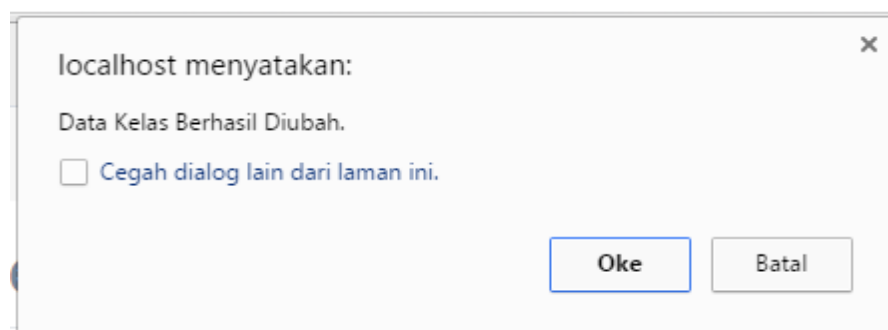 localhost menyatakan:
Data Kelas Berhasil Diubah.
Cegah dialog lain dari laman ini.
Oke Batal